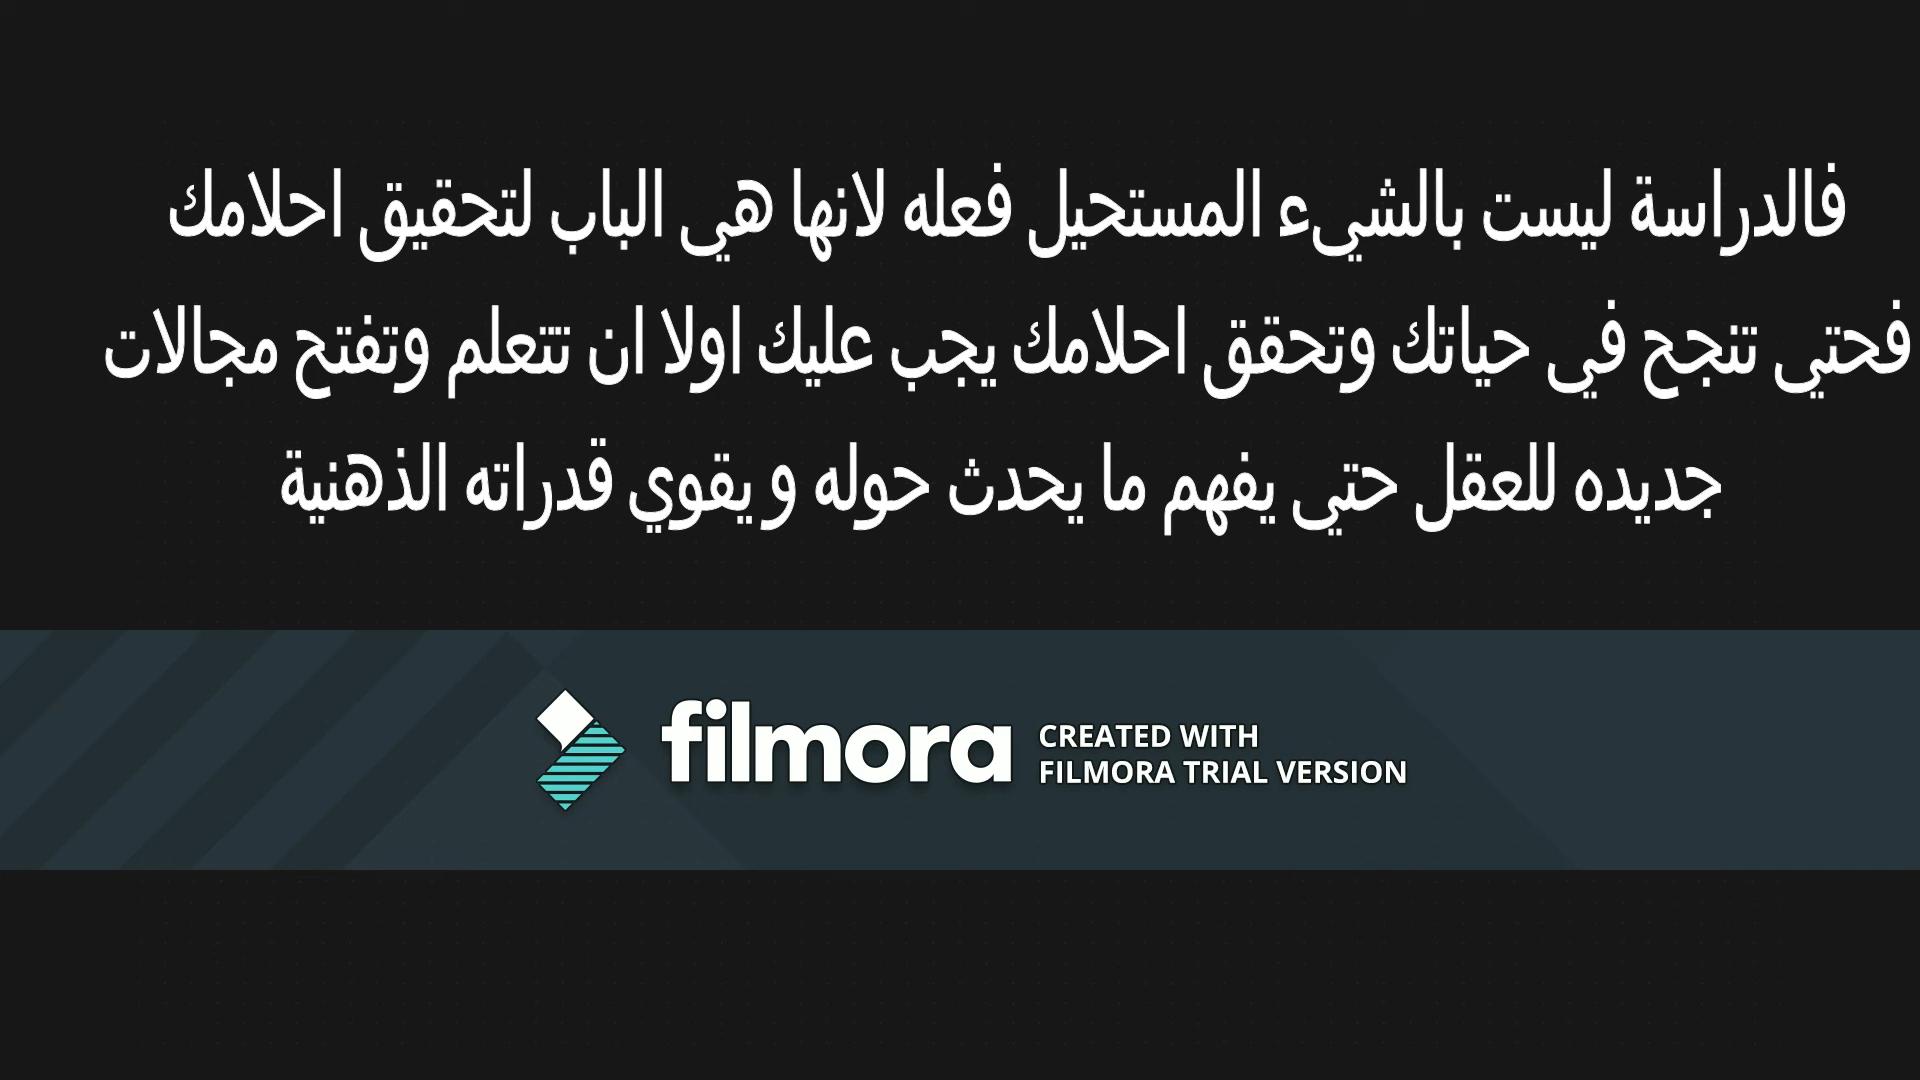 فالدراسة ليست بالشيء المستحيل فعله لانها هي الباب لتحقيق احلامك
فحتي تنجح في حياتك وتحقق احلامك يجب عليك اولا ان تتعلم وتفتح مجالات
جديده للعقل حتي يفهم ما يحدث حوله و يقوي قدراته الذهنية
filmora
CREATED WITH
FILMORA TRIAL VERSION